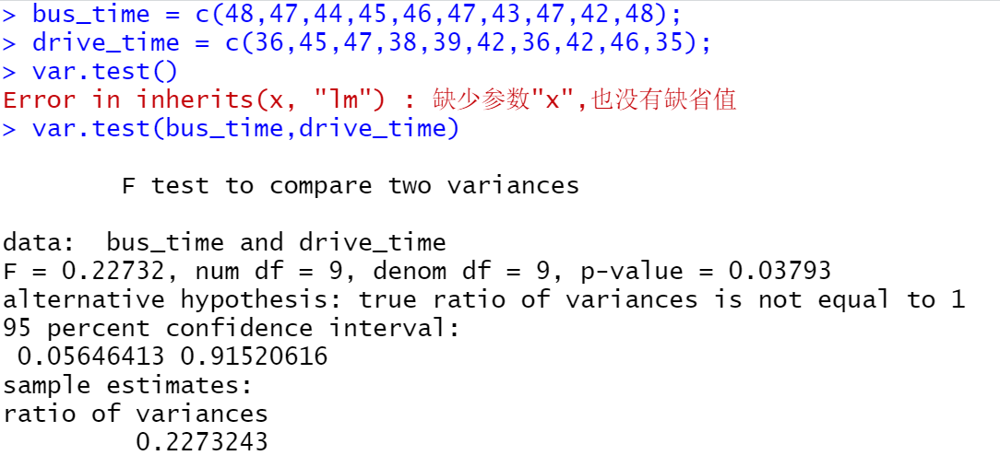 > bus_time = c(48,47,44,45,46,47,43,47,42,48);
> drive_time = c(36,45,47,38,39,42,36,42,46,35);
> var.test()
Error in inherits(x, "lm") : 缺少参数"x",也没有缺省值
> var.test(bus_time,drive_time)
F test to compare two variances
data:  bus_time and drive_time
F = 0.22732, num df = 9, denom df = 9, p-value = 0.03793
alternative hypothesis: true ratio of variances is not equal to 1
95 percent confidence interval:
0.05646413 0.91520616
sample estimates:
ratio of variances
0.2273243